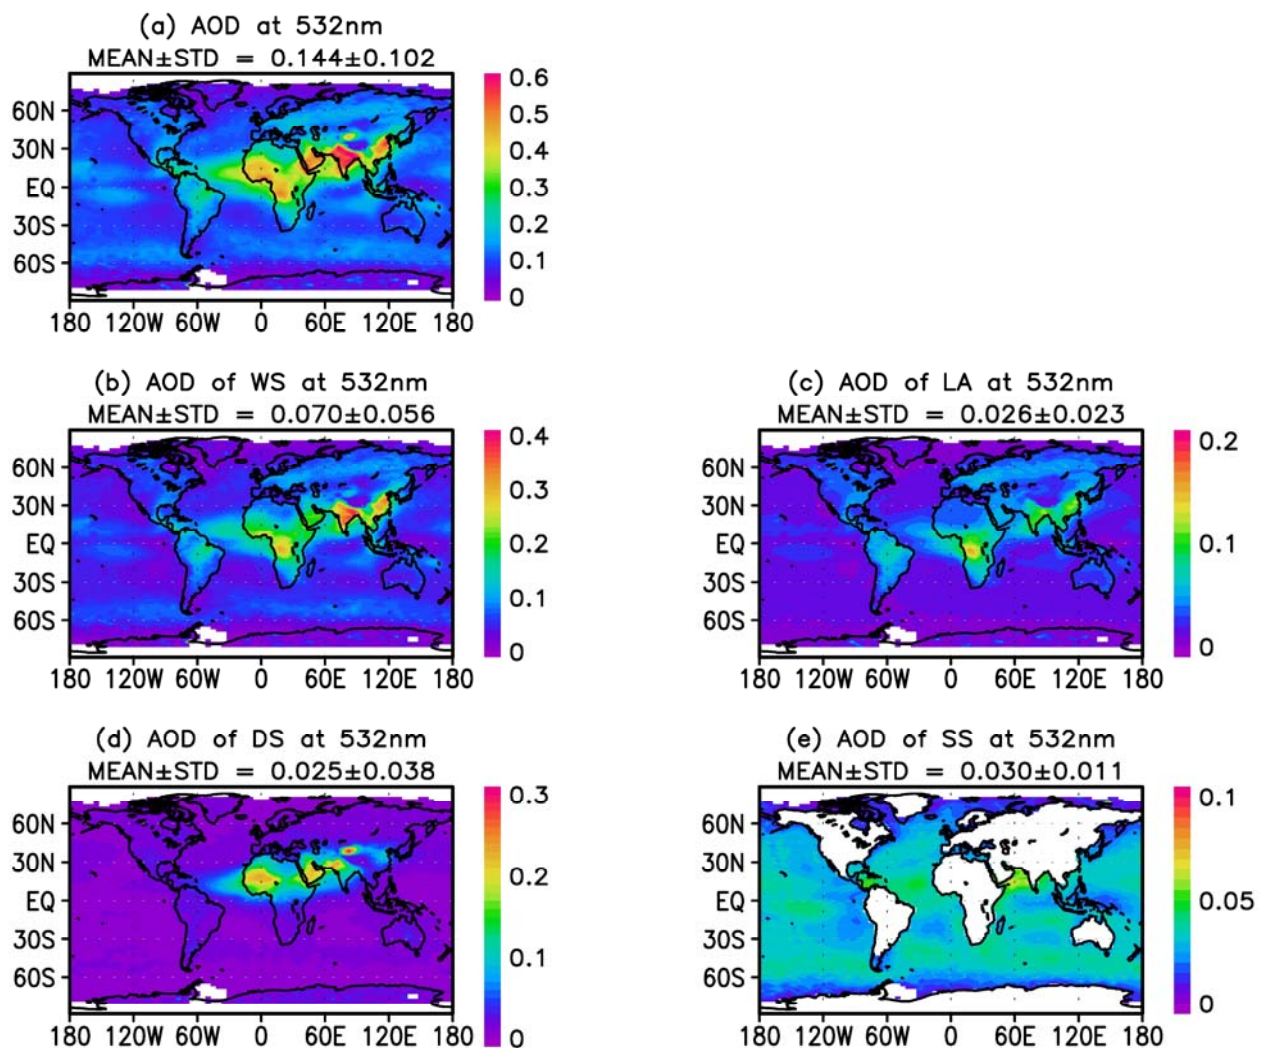 (a) AOD at 532nm
MEAN±STD = 0.144±0.102
60N
30N
EQ
30S
60S
180 120W 60W 0 60E 120E 180
0.6
0.5
0.4
0.3
0.2
0.1
0
(b) AOD of WS at 532nm
MEAN±STD = 0.070±0.056
60N
30N
EQ
30S
60S
180 120W 60W 0 60E 120E 180
0.4
0.3
0.2
0.1
0
(c) AOD of LA at 532nm
MEAN±STD = 0.026±0.023
60N
30N
EQ
30S
60S
180 120W 60W 0 60E 120E 180
0.2
0.1
0
(d) AOD of DS at 532nm
MEAN±STD = 0.025±0.038
60N
30N
EQ
30S
60S
180 120W 60W 0 60E 120E 180
0.3
0.2
0.1
0
(e) AOD of SS at 532nm
MEAN±STD = 0.030±0.011
60N
30N
EQ
30S
60S
180 120W 60W 0 60E 120E 180
0.1
0.05
0